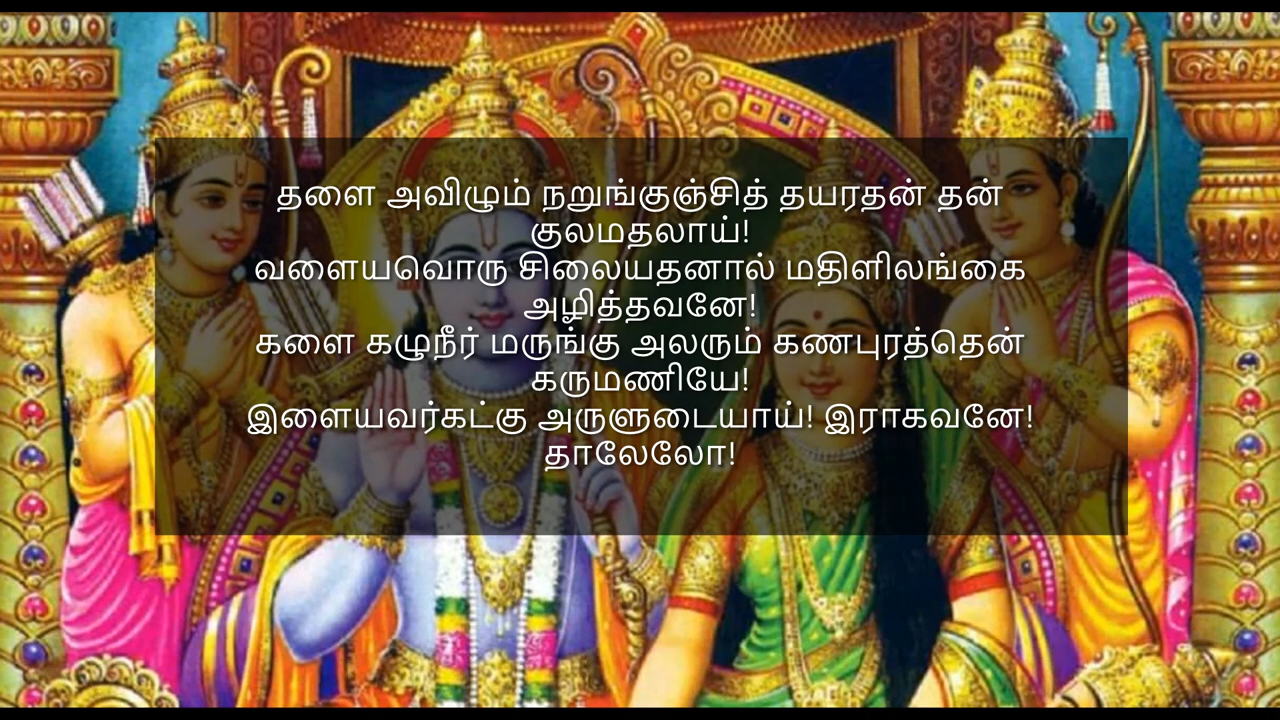 தளை அவிழும் நறுங்குஞ்சித் தயரதன் தன்
குலமதலாய்!
வளையவொரு சிலையதனால் மதிளிலங்கை
அழித்தவனே!
களை கழுநீர் மருங்கு அலரும் கணபுரத்தென்
கருமணியே!
இளையவர்கட்கு அருளுடையாய்! இராகவனே!
தாலேலோ!